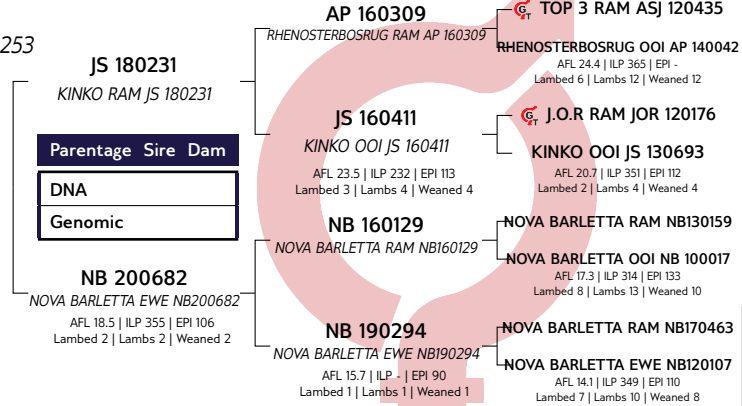 253
JS 180231
KINKO RAM JS 180231
Parentage Sire Dam
DNA
Genomic
NB 200682
NOVA BARLETTA EWE NB200682
AFL 18.5 | ILP 355 | EPI 106
Lambed 2 | Lambs 2 | Weaned 2
AP 160309
RHENOSTERBOSRUG RAM AP 160309
JS 160411
KINKO OOI JS 160411
AFL 23.5 | ILP 232 | EPI 113
Lambed 3 | Lambs 4 | Weaned 4
NB 160129
NOVA BARLETTA RAM NB160129
NB 190294
NOVA BARLETTA EWE NB190294
AFL 15.7 | ILP - | EPI 90
Lambed 1 | Lambs 1 | Weaned 1
GT TOP 3 RAM ASJ 120435
RHENOSTERBOSRUG OOI AP 140042
AFL 24.4 | ILP 365 | EPI -
Lambed 6 | Lambs 12 | Weaned 12
GT J.O.R RAM JOR 120176
KINKO OOI JS 130693
AFL 20.7 | ILP 351 | EPI 112
Lambed 2 | Lambs 4 | Weaned 4
NOVA BARLETTA RAM NB130159
NOVA BARLETTA OOI NB 100017
AFL 17.3 | ILP 314 | EPI 133
Lambed 8 | Lambs 13 | Weaned 10
NOVA BARLETTA RAM NB170463
NOVA BARLETTA EWE NB120107
AFL 14.1 | ILP 349 | EPI 110
Lambed 7 | Lambs 10 | Weaned 8